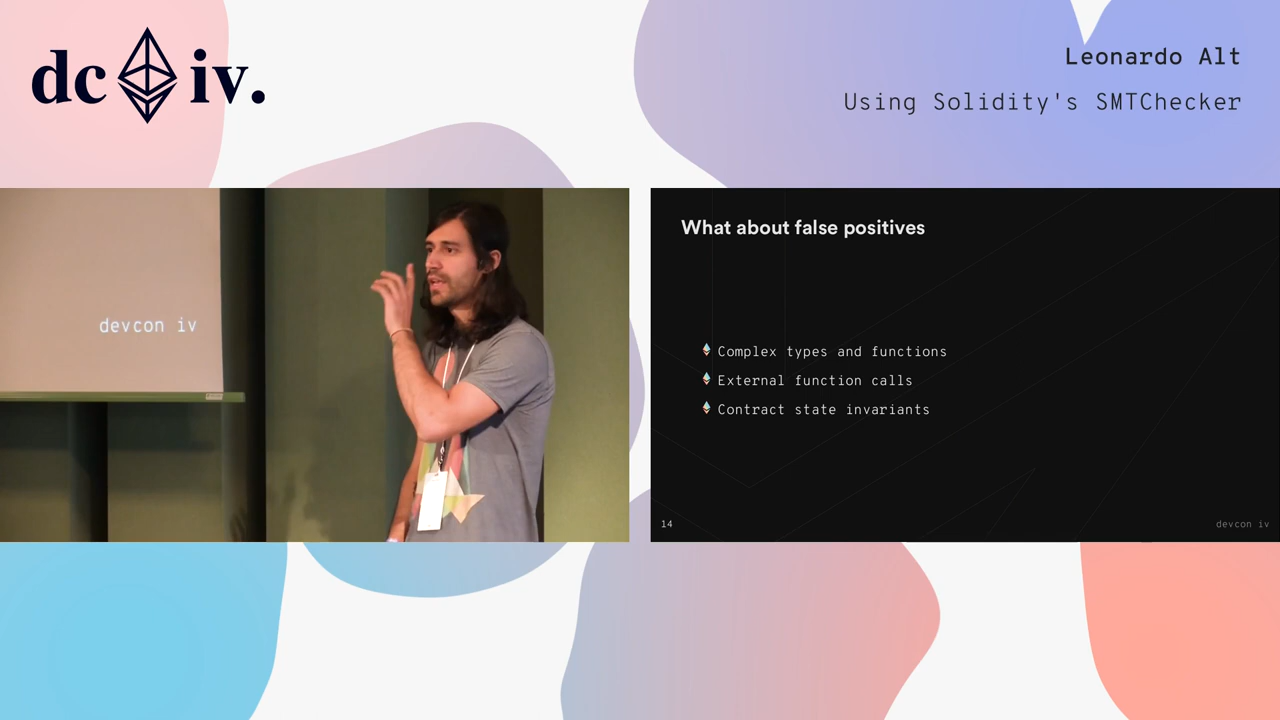 dc iv.
Leonardo Alt
Using Solidity's SMTChecker
devcon iv
What about false positives
Complex types and functions
External function calls
Contract state invariants
14
devcon iv